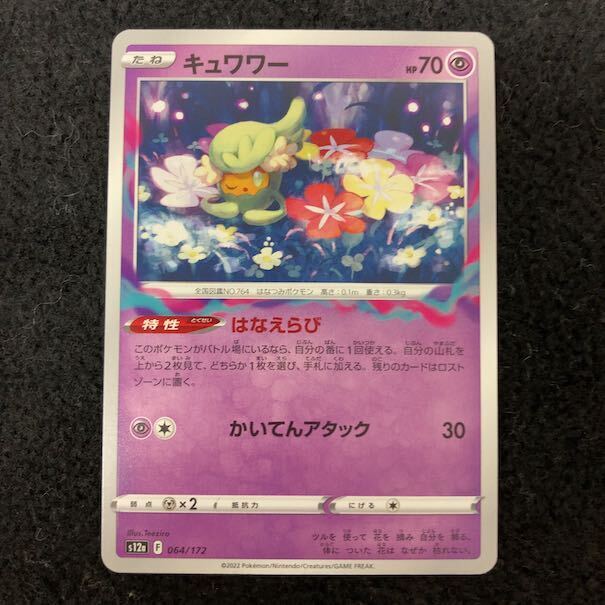 たね キュワワー HP70
全国図鑑NO.764 はなつみポケモン 高さ:0.1m 重さ:0.3kg
特性 とくせい はなえらび
このポケモンがバトル場にいるなら、自分の番に1回使える。自分の山札を
上から2枚見て、どちらか1枚を選び、手札に加える。残りのカードはロスト
ゾーンに置く。
かいてんアタック 30
弱点 ×2 抵抗力 にげる
Illus.Teeziro
s12a F 064/172
ツルを 使って 花を 摘み 自分を 飾る。
体に ついた 花は なぜか 枯れない。
©2022 Pokémon/Nintendo/Creatures/GAME FREAK.